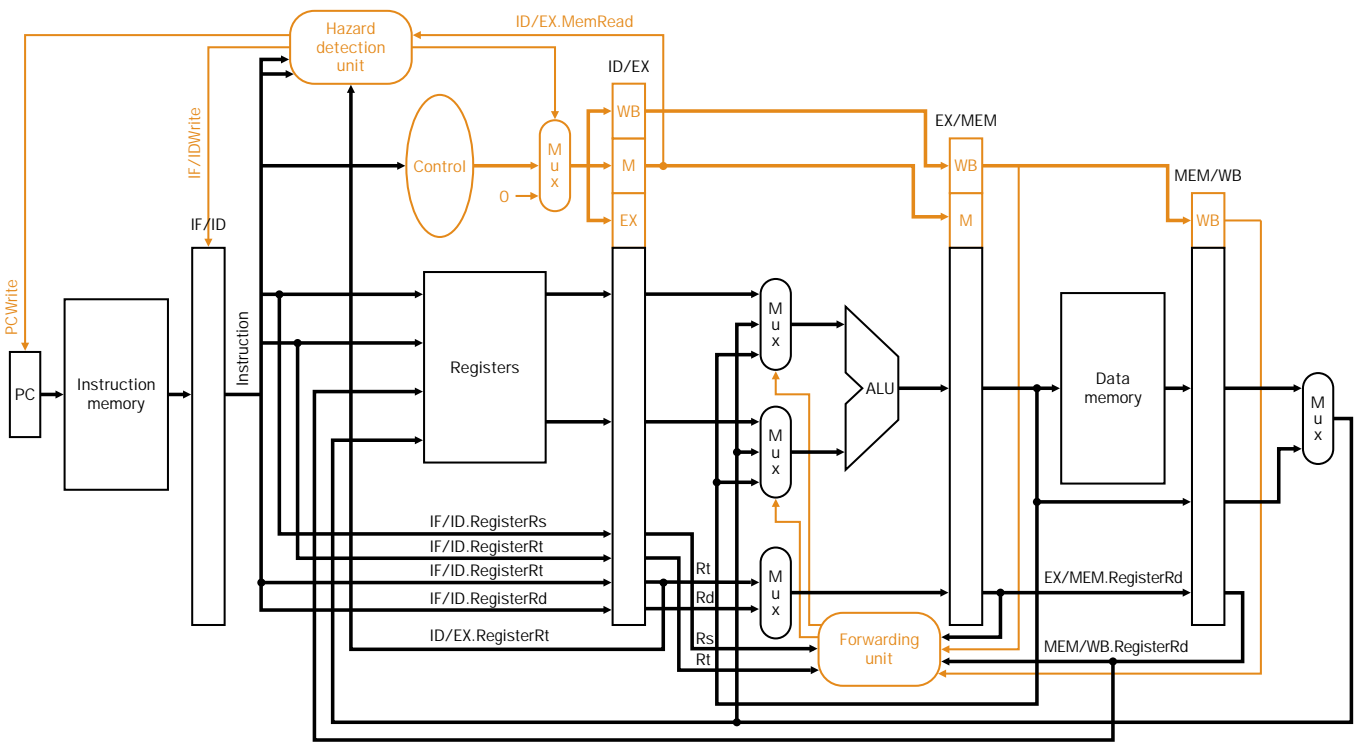 Hazard
detection
unit
ID/EX.MemRead
ID/EX
WB
IF/IDWrite
EX/MEM
Control
M
u
x
M
WB
MEM/WB
0
EX
M
WB
IF/ID
PCWrite
Instruction
PC
Instruction
memory
Registers
M
u
x
ALU
Data
memory
M
u
x
M
u
x
IF/ID.RegisterRs
IF/ID.RegisterRt
IF/ID.RegisterRt
IF/ID.RegisterRd
ID/EX.RegisterRt
Rt
Rd
M
u
x
Rs
Rt
Forwarding
unit
EX/MEM.RegisterRd
MEM/WB.RegisterRd